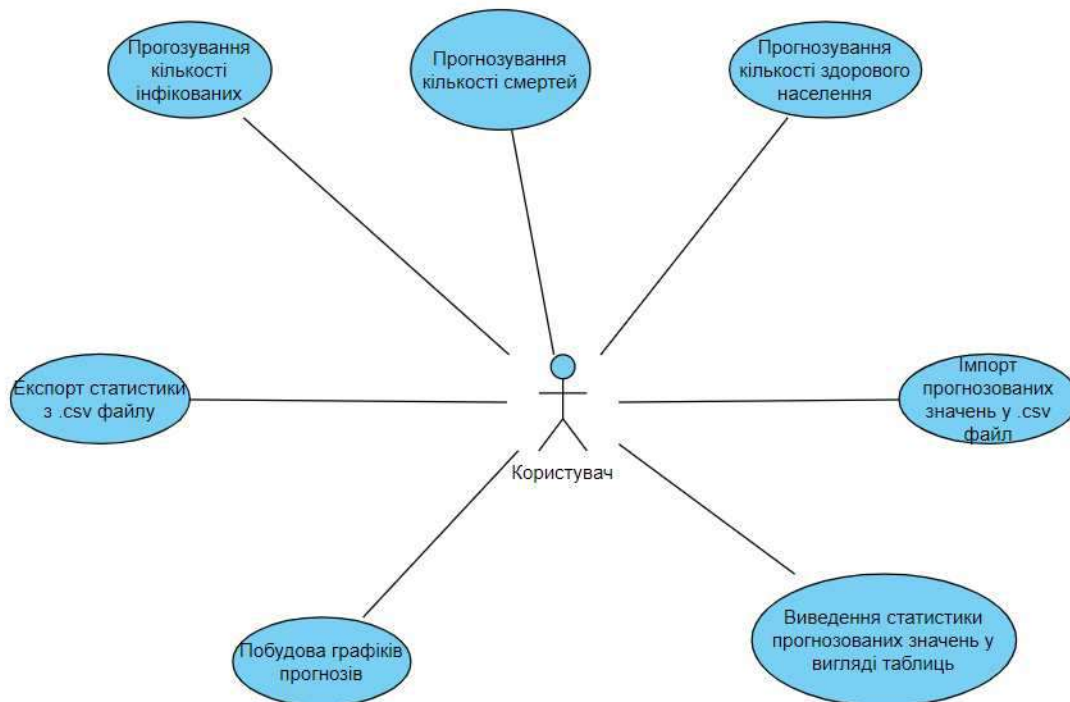 Прогозування
кількості
інфікованих
Прогнозування
кількості смертей
Прогнозування
кількості здорового
населення
Експорт статистики
з .csv файлу
Імпорт
прогнозованих
значень у .csv
файл
Користувач
Побудова графіків
прогнозів
Виведення статистики
прогнозованих значень у
вигляді таблиць